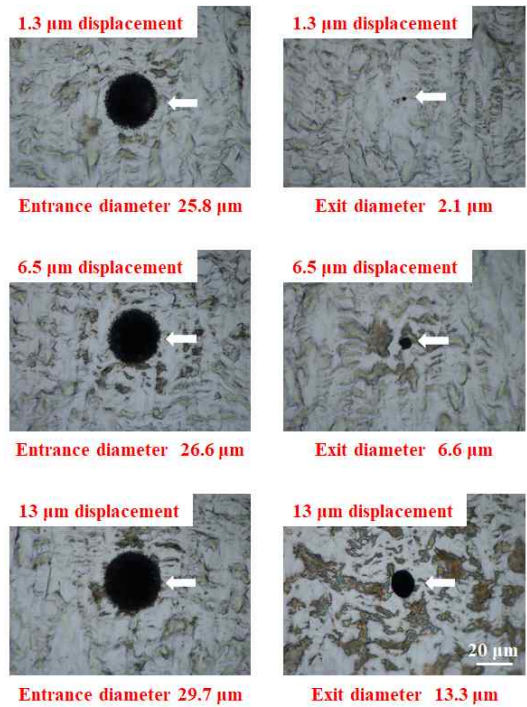 1.3 µm displacement
1.3 µm displacement
Entrance diameter 25.8 µm
Exit diameter 2.1 µm
6.5 µm displacement
6.5 µm displacement
Entrance diameter 26.6 µm
Exit diameter 6.6 µm
13 µm displacement
13 µm displacement
20 µm
Entrance diameter 29.7 µm
Exit diameter 13.3 µm